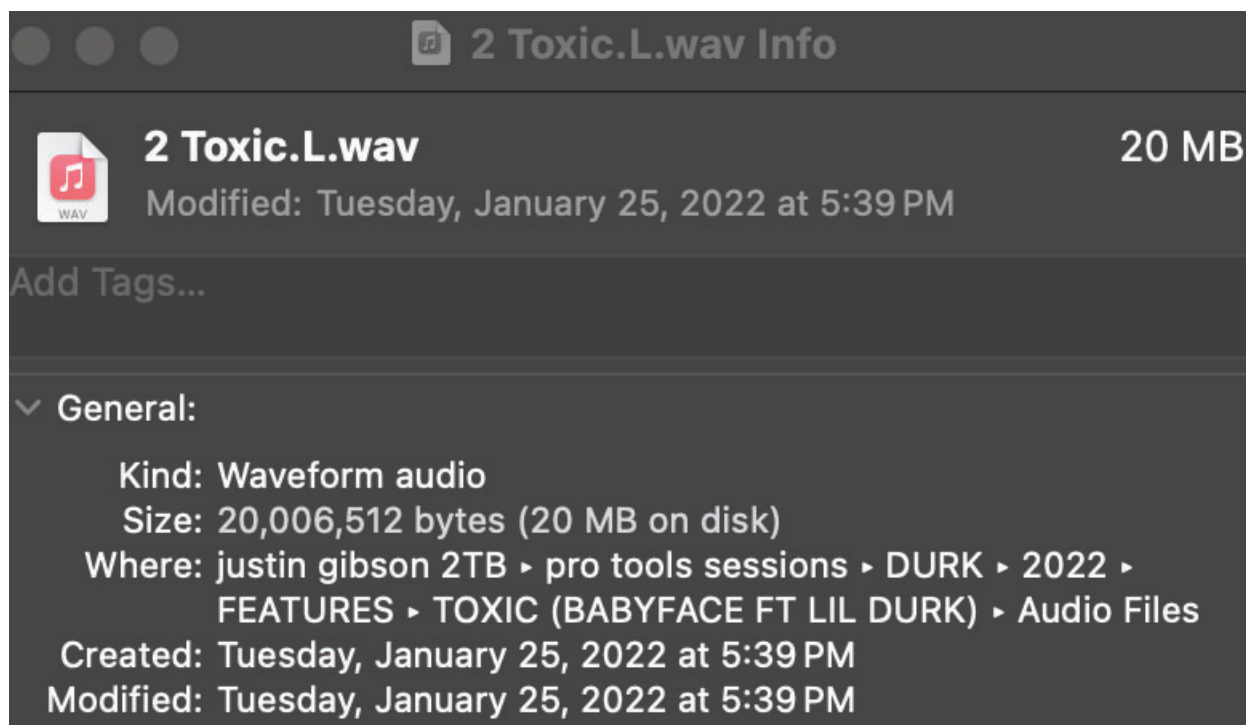 2 Toxic.L.wav Info
2 Toxic.L.wav 20 MB
WAV
Modified: Tuesday, January 25, 2022 at 5:39 PM
Add Tags...
General:
Kind: Waveform audio
Size: 20,006,512 bytes (20 MB on disk)
Where: justin gibson 2TB ▸ pro tools sessions ▸ DURK ▸ 2022 ▸
FEATURES ▸ TOXIC (BABYFACE FT LIL DURK) ▸ Audio Files
Created: Tuesday, January 25, 2022 at 5:39 PM
Modified: Tuesday, January 25, 2022 at 5:39 PM